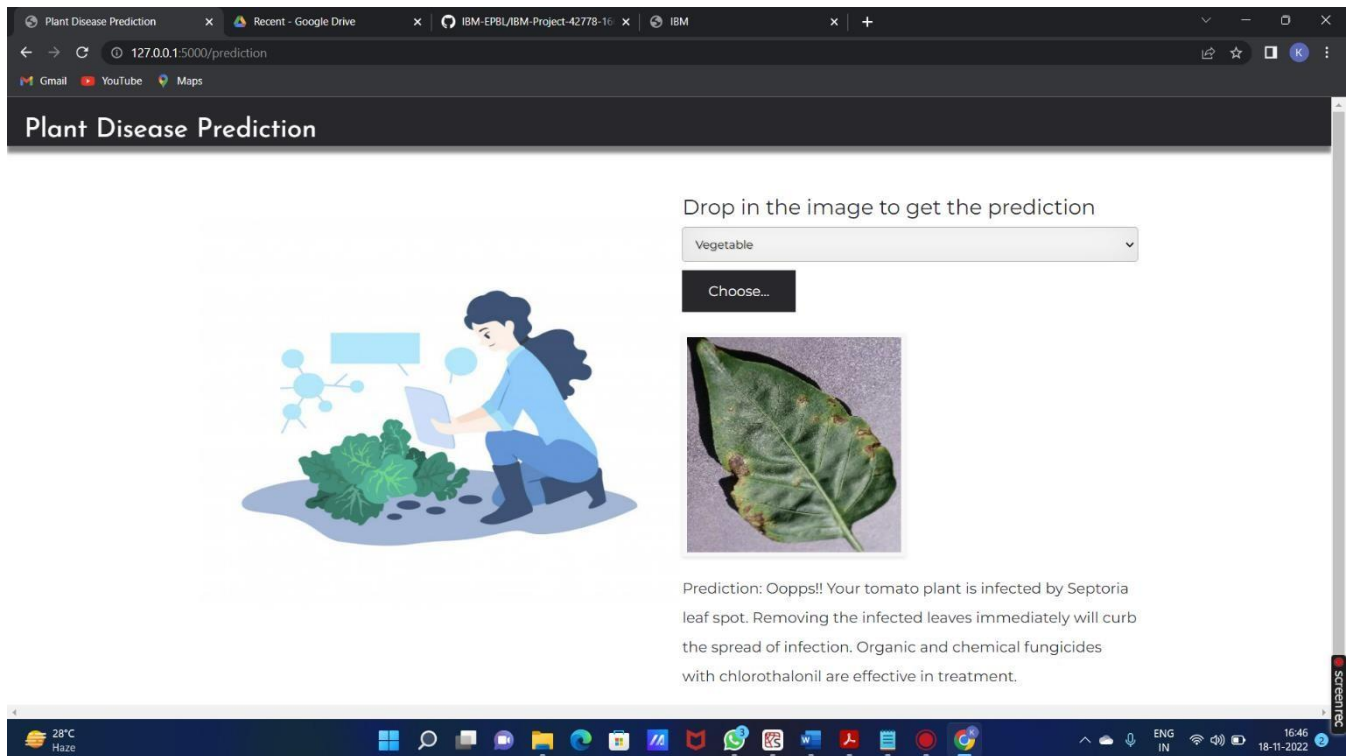 Plant Disease Prediction
Recent - Google Drive
IBM-EPBL/IBM-Project-42778-16
IBM
127.0.0.1:5000/prediction
K
Gmail
YouTube
Maps
Plant Disease Prediction
Drop in the image to get the prediction
Vegetable
Choose...
Prediction: Oopps!! Your tomato plant is infected by Septoria
leaf spot. Removing the infected leaves immediately will curb
the spread of infection. Organic and chemical fungicides
with chlorothalonil are effective in treatment.
screenrec
28°C
Haze
3
ENG
IN
16:46
18-11-2022
2